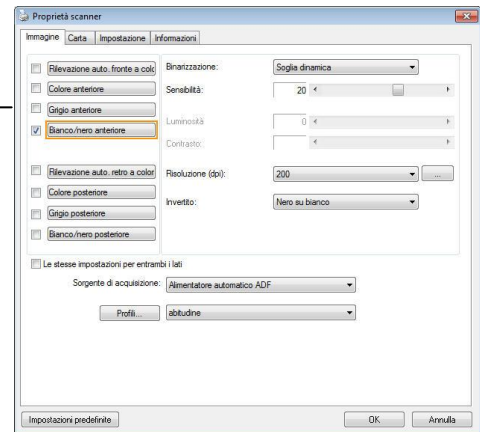 Proprietà scanner
Immagine Carta Impostazione Informazioni
Rilevazione auto. fronte a colo
Colore anteriore
Grigio anteriore
Bianco/nero anteriore
Rilevazione auto. retro a color
Colore posteriore
Grigio posteriore
Bianco/nero posteriore
Binarizzazione: Soglia dinamica
Sensibilità: 20
Luminosità 0
Contrasto:
Risoluzione (dpi): 200 ...
Invertito: Nero su bianco
Le stesse impostazioni per entrambi i lati
Sorgente di acquisizione: Alimentatore automatico ADF
Profili... abitudine
Impostazioni predefinite OK Annulla